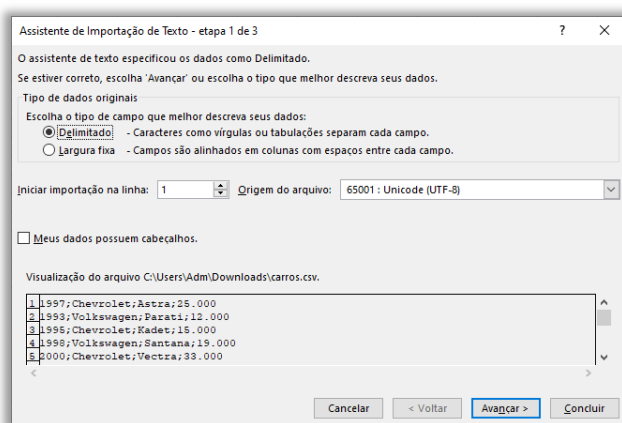 Assistente de Importação de Texto - etapa 1 de 3 ? ×
O assistente de texto especificou os dados como Delimitado.
Se estiver correto, escolha 'Avançar' ou escolha o tipo que melhor descreva seus dados.
Tipo de dados originais
Escolha o tipo de campo que melhor descreva seus dados:
Delimitado - Caracteres como vírgulas ou tabulações separam cada campo.
Largura fixa - Campos são alinhados em colunas com espaços entre cada campo.
Iniciar importação na linha: 1 Origem do arquivo: 65001 : Unicode (UTF-8)
Meus dados possuem cabeçalhos.
Visualização do arquivo C:\Users\Adm\Downloads\carros.csv.
1 1997;Chevrolet;Astra;25.000
2 1993;Volkswagen;Parati;12.000
3 1995;Chevrolet;Kadet;15.000
4 1998;Volkswagen;Santana;19.000
5 2000;Chevrolet;Vectra;33.000
Cancelar < Voltar Avançar > Concluir